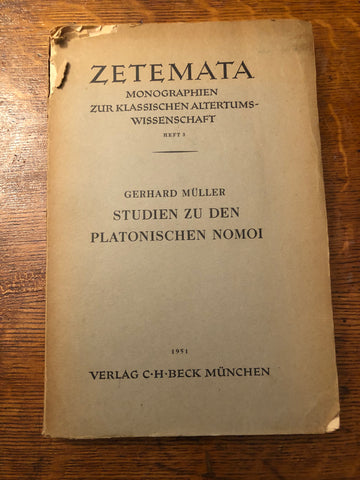 ZETEMATA
MONOGRAPHIEN
ZUR KLASSISCHEN ALTERTUMS-
WISSENSCHAFT
HEFT 3
GERHARD MÜLLER
STUDIEN ZU DEN
PLATONISCHEN NOMOI
1951
VERLAG C·H·BECK MÜNCHEN